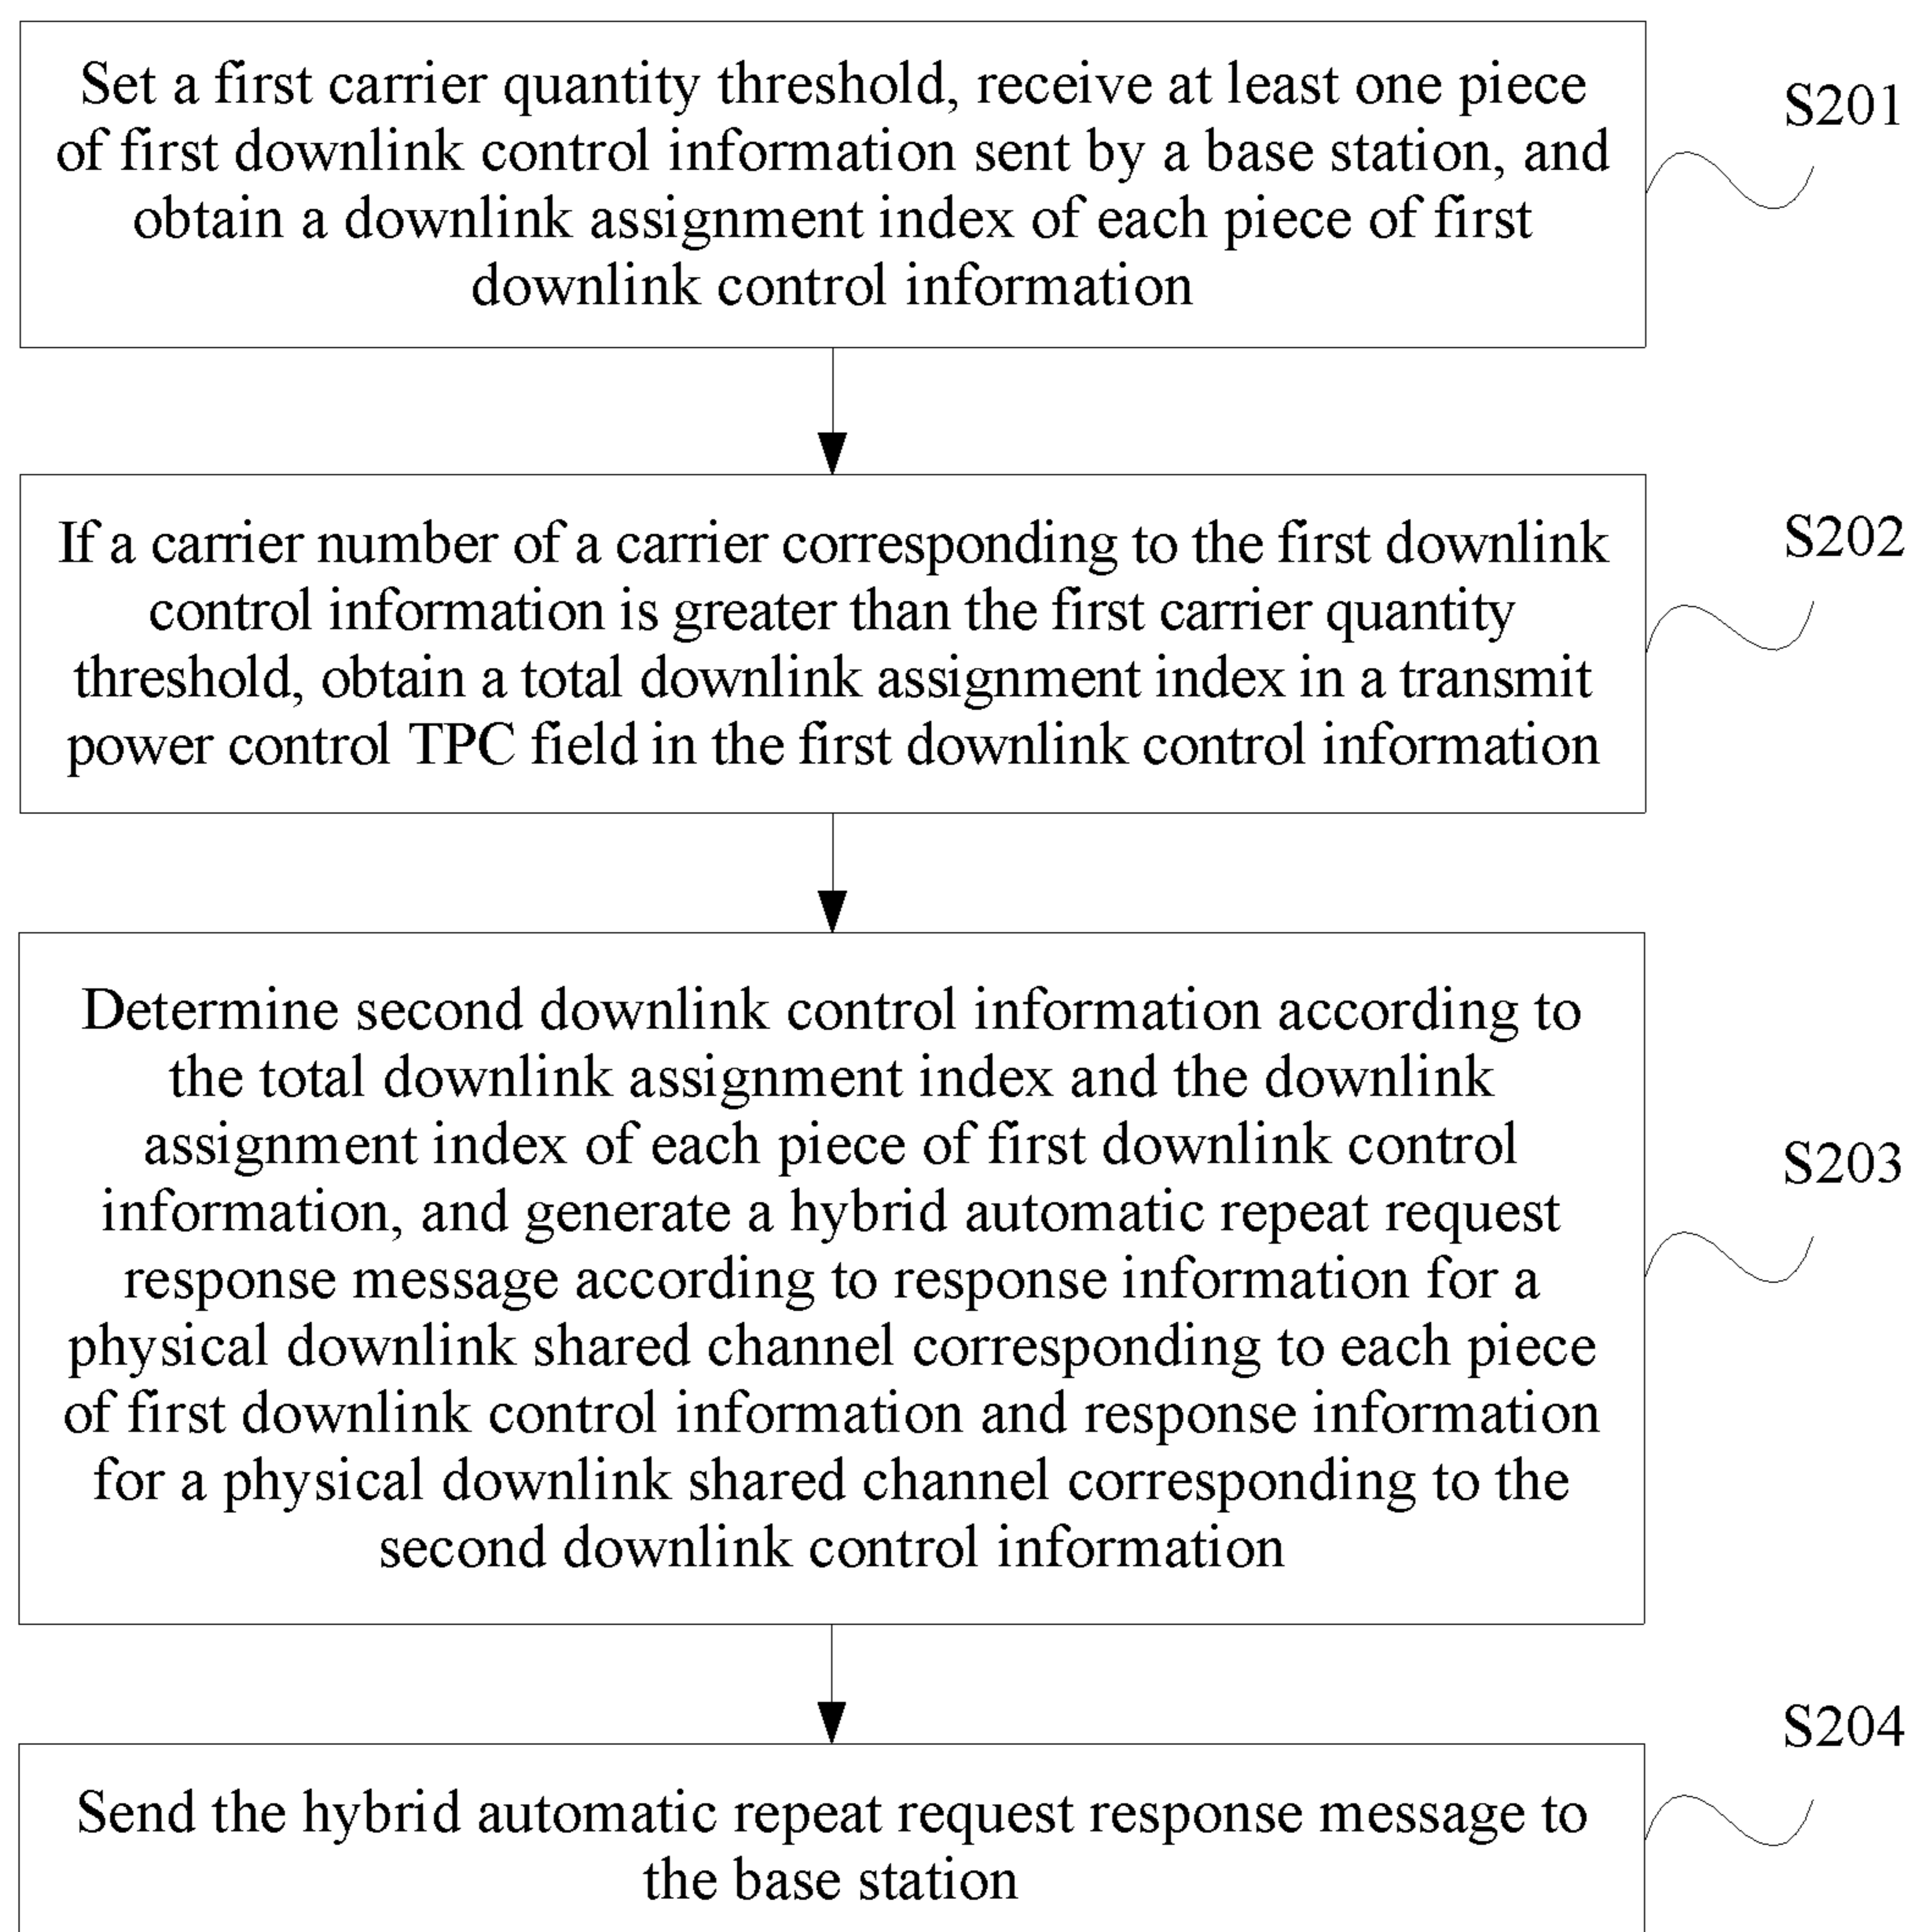 Set a first carrier quantity threshold, receive at least one piece
of first downlink control information sent by a base station, and
obtain a downlink assignment index of each piece of first
downlink control information
S201
If a carrier number of a carrier corresponding to the first downlink
control information is greater than the first carrier quantity
threshold, obtain a total downlink assignment index in a transmit
power control TPC field in the first downlink control information
S202
Determine second downlink control information according to
the total downlink assignment index and the downlink
assignment index of each piece of first downlink control
information, and generate a hybrid automatic repeat request
response message according to response information for a
physical downlink shared channel corresponding to each piece
of first downlink control information and response information
for a physical downlink shared channel corresponding to the
second downlink control information
S203
Send the hybrid automatic repeat request response message to
the base station
S204